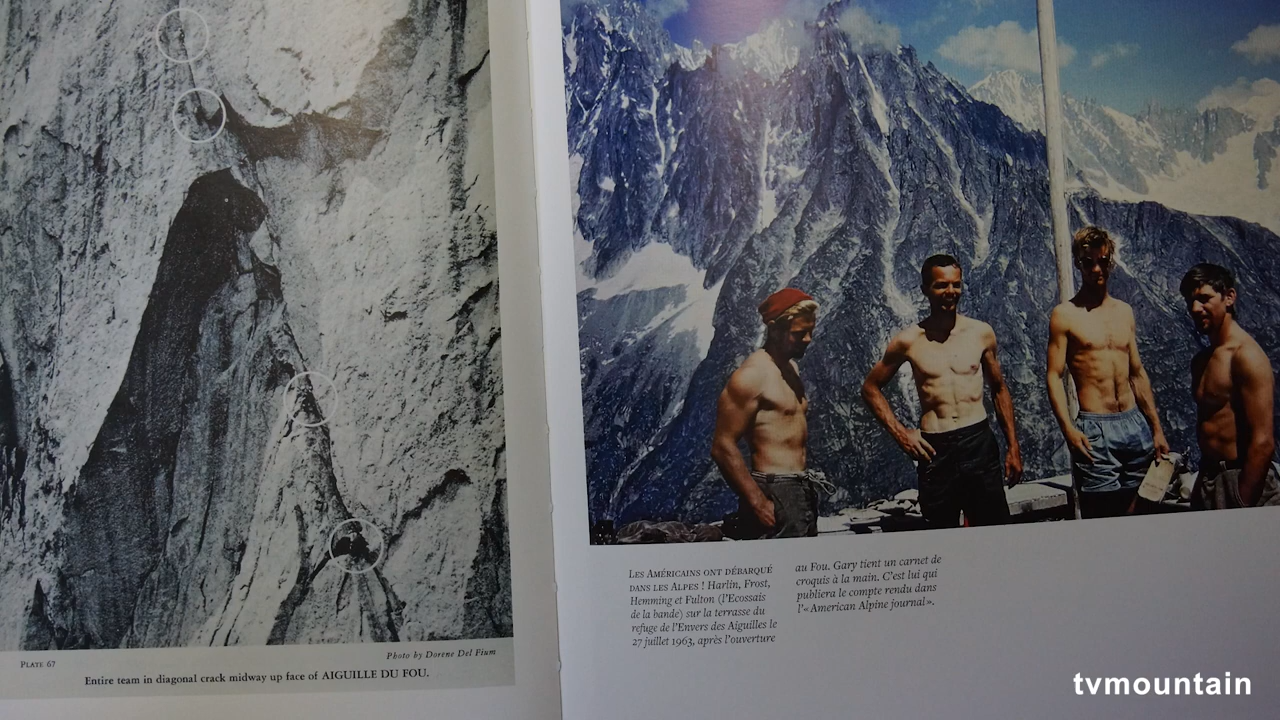 PLATE 67
Photo by Dorene Del Fium
Entire team in diagonal crack midway up face of AIGUILLE DU FOU.
LES AMÉRICAINS ONT DÉBARQUÉ
DANS LES ALPES ! Harlin, Frost,
Hemming et Fulton (l'Ecossais
de la bande) sur la terrasse du
refuge de l'Envers des Aiguilles le
27 juillet 1963, après l'ouverture
au Fou. Gary tient un carnet de
croquis à la main. C'est lui qui
publiera le compte rendu dans
l'« American Alpine journal ».
tvmountain